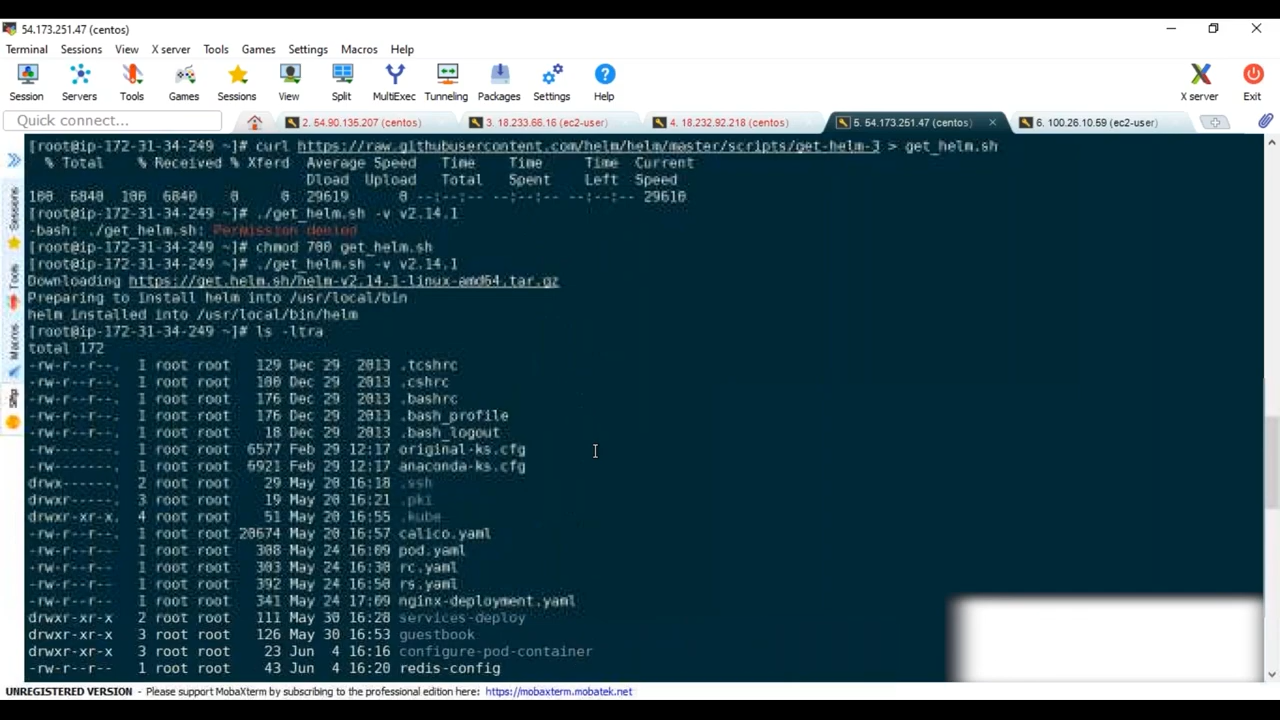 54.173.251.47 (centos)
Terminal Sessions View X server Tools Games Settings Macros Help
Session Servers Tools Games Sessions View Split MultiExec Tunneling Packages Settings Help X server Exit
Quick connect... 2. 54.90.135.207 (centos) 3. 18.233.66.16 (ec2-user) 4. 18.232.92.218 (centos) 5. 54.173.251.47 (centos) 6. 100.26.10.59 (ec2-user)
Sessions
Tools
Macros
Sftp
[root@ip-172-31-34-249 ~]# curl https://raw.githubusercontent.com/helm/helm/master/scripts/get-helm-3 > get_helm.sh
% Total % Received % Xferd Average Speed Time Time Time Current
Dload Upload Total Spent Left Speed
100 6840 100 6840 0 0 29619 0 --:--:-- --:--:-- --:--:-- 29610
[root@ip-172-31-34-249 ~]# ./get_helm.sh -v v2.14.1
-bash: ./get_helm.sh: Permission denied
[root@ip-172-31-34-249 ~]# chmod 700 get_helm.sh
[root@ip-172-31-34-249 ~]# ./get_helm.sh -v v2.14.1
Downloading https://get.helm.sh/helm-v2.14.1-linux-amd64.tar.gz
Preparing to install helm into /usr/local/bin
helm installed into /usr/local/bin/helm
[root@ip-172-31-34-249 ~]# ls -ltra
total 172
-rw-r--r--. 1 root root 129 Dec 29 2013 .tcshrc
-rw-r--r--. 1 root root 100 Dec 29 2013 .cshrc
-rw-r--r--. 1 root root 176 Dec 29 2013 .bashrc
-rw-r--r--. 1 root root 176 Dec 29 2013 .bash_profile
-rw-r--r--. 1 root root 18 Dec 29 2013 .bash_logout
-rw-------. 1 root root 6577 Feb 29 12:17 original-ks.cfg
-rw-------. 1 root root 6921 Feb 29 12:17 anaconda-ks.cfg
drwx------. 2 root root 29 May 20 16:18 .ssh
drwxr-----. 3 root root 19 May 20 16:21 .pki
drwxr-xr-x. 4 root root 51 May 20 16:55 .kube
-rw-r--r--. 1 root root 20674 May 20 16:57 calico.yaml
-rw-r--r-- 1 root root 308 May 24 16:09 pod.yaml
-rw-r--r-- 1 root root 303 May 24 16:30 rc.yaml
-rw-r--r-- 1 root root 392 May 24 16:50 rs.yaml
-rw-r--r-- 1 root root 341 May 24 17:09 nginx-deployment.yaml
drwxr-xr-x 2 root root 111 May 30 16:28 services-deploy
drwxr-xr-x 3 root root 126 May 30 16:53 guestbook
drwxr-xr-x 3 root root 23 Jun 4 16:16 configure-pod-container
-rw-r--r-- 1 root root 43 Jun 4 16:20 redis-config
UNREGISTERED VERSION - Please support MobaXterm by subscribing to the professional edition here: https://mobaxterm.mobatek.net